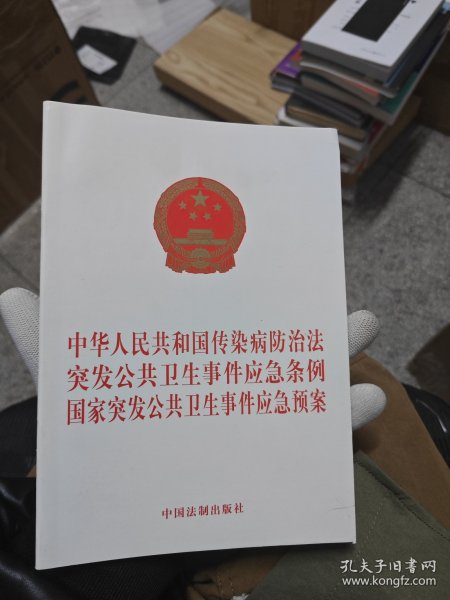 中华人民共和国传染病防治法
突发公共卫生事件应急条例
国家突发公共卫生事件应急预案
中国法制出版社
孔夫子旧书网
www.kongfz.com